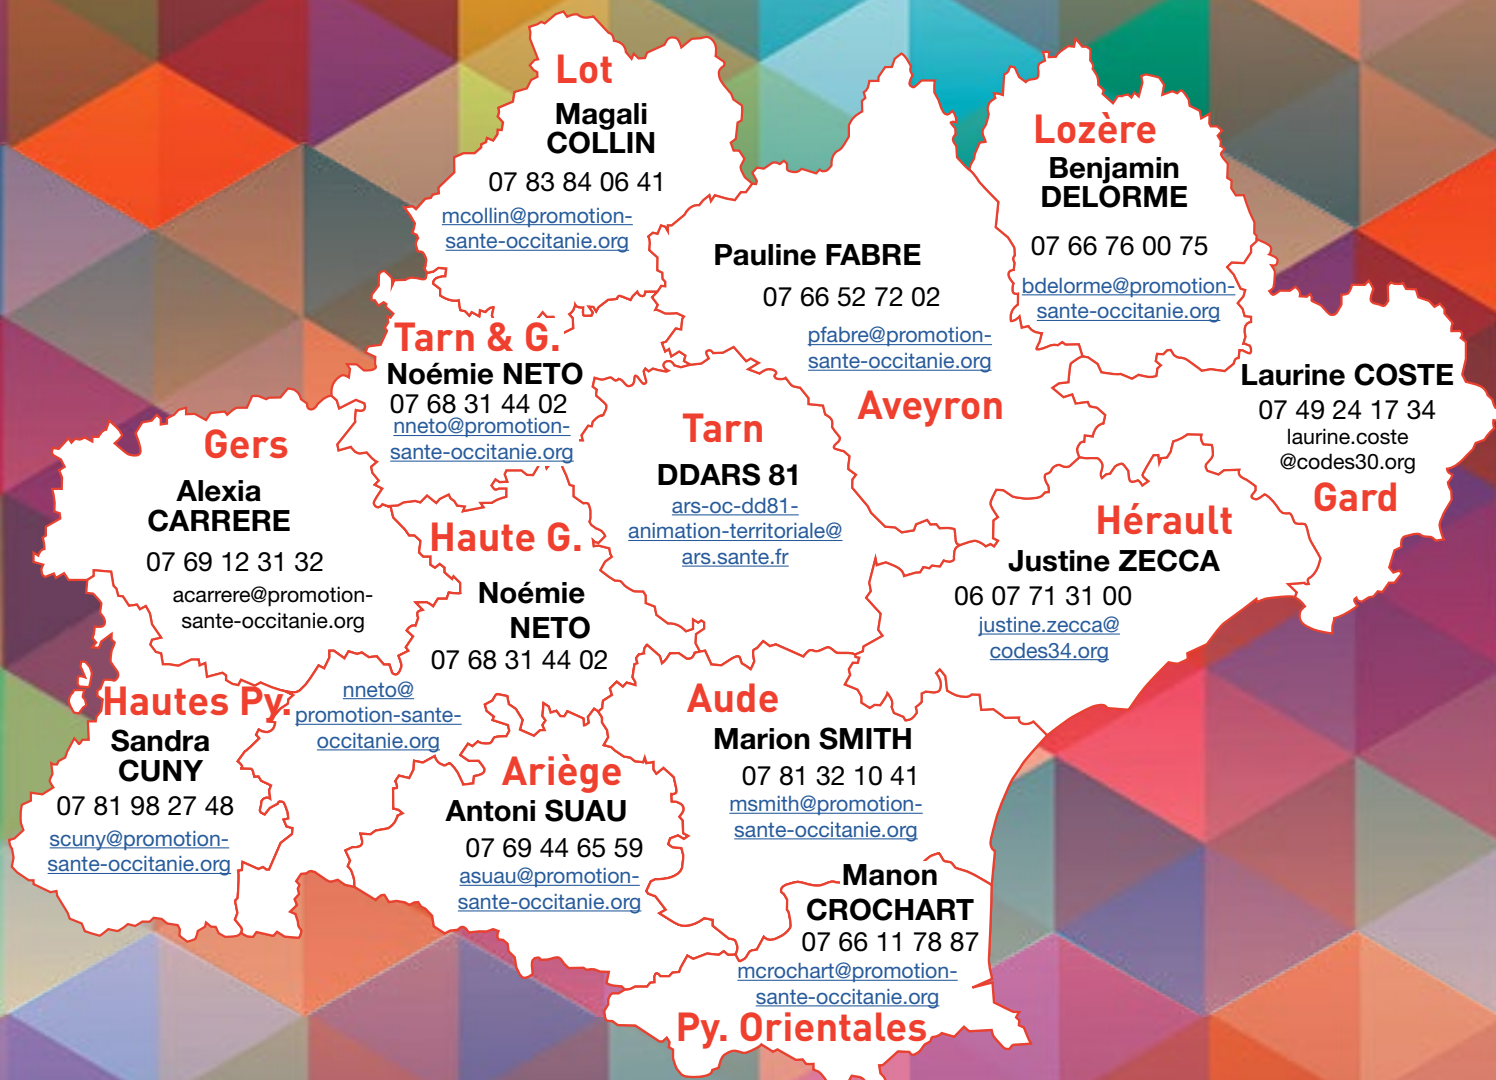 Lot
Magali
COLLIN
07 83 84 06 41
mcollin@promotion-
sante-occitanie.org
Lozère
Benjamin
DELORME
07 66 76 00 75
bdelorme@promotion-
sante-occitanie.org
Pauline FABRE
07 66 52 72 02
pfabre@promotion-
sante-occitanie.org
Aveyron
Tarn & G.
Noémie NETO
07 68 31 44 02
nneto@promotion-
sante-occitanie.org
Laurine COSTE
07 49 24 17 34
laurine.coste
@codes30.org
Gard
Gers
Alexia
CARRERE
07 69 12 31 32
acarrere@promotion-
sante-occitanie.org
Tarn
DDARS 81
ars-oc-dd81-
animation-territoriale@
ars.sante.fr
Hérault
Justine ZECCA
06 07 71 31 00
justine.zecca@
codes34.org
Haute G.
Noémie
NETO
07 68 31 44 02
nneto@
promotion-sante-
occitanie.org
Hautes Py.
Sandra
CUNY
07 81 98 27 48
scuny@promotion-
sante-occitanie.org
Ariège
Antoni SUAU
07 69 44 65 59
asuau@promotion-
sante-occitanie.org
Aude
Marion SMITH
07 81 32 10 41
msmith@promotion-
sante-occitanie.org
Manon
CROCHART
07 66 11 78 87
mcrochart@promotion-
sante-occitanie.org
Py. Orientales